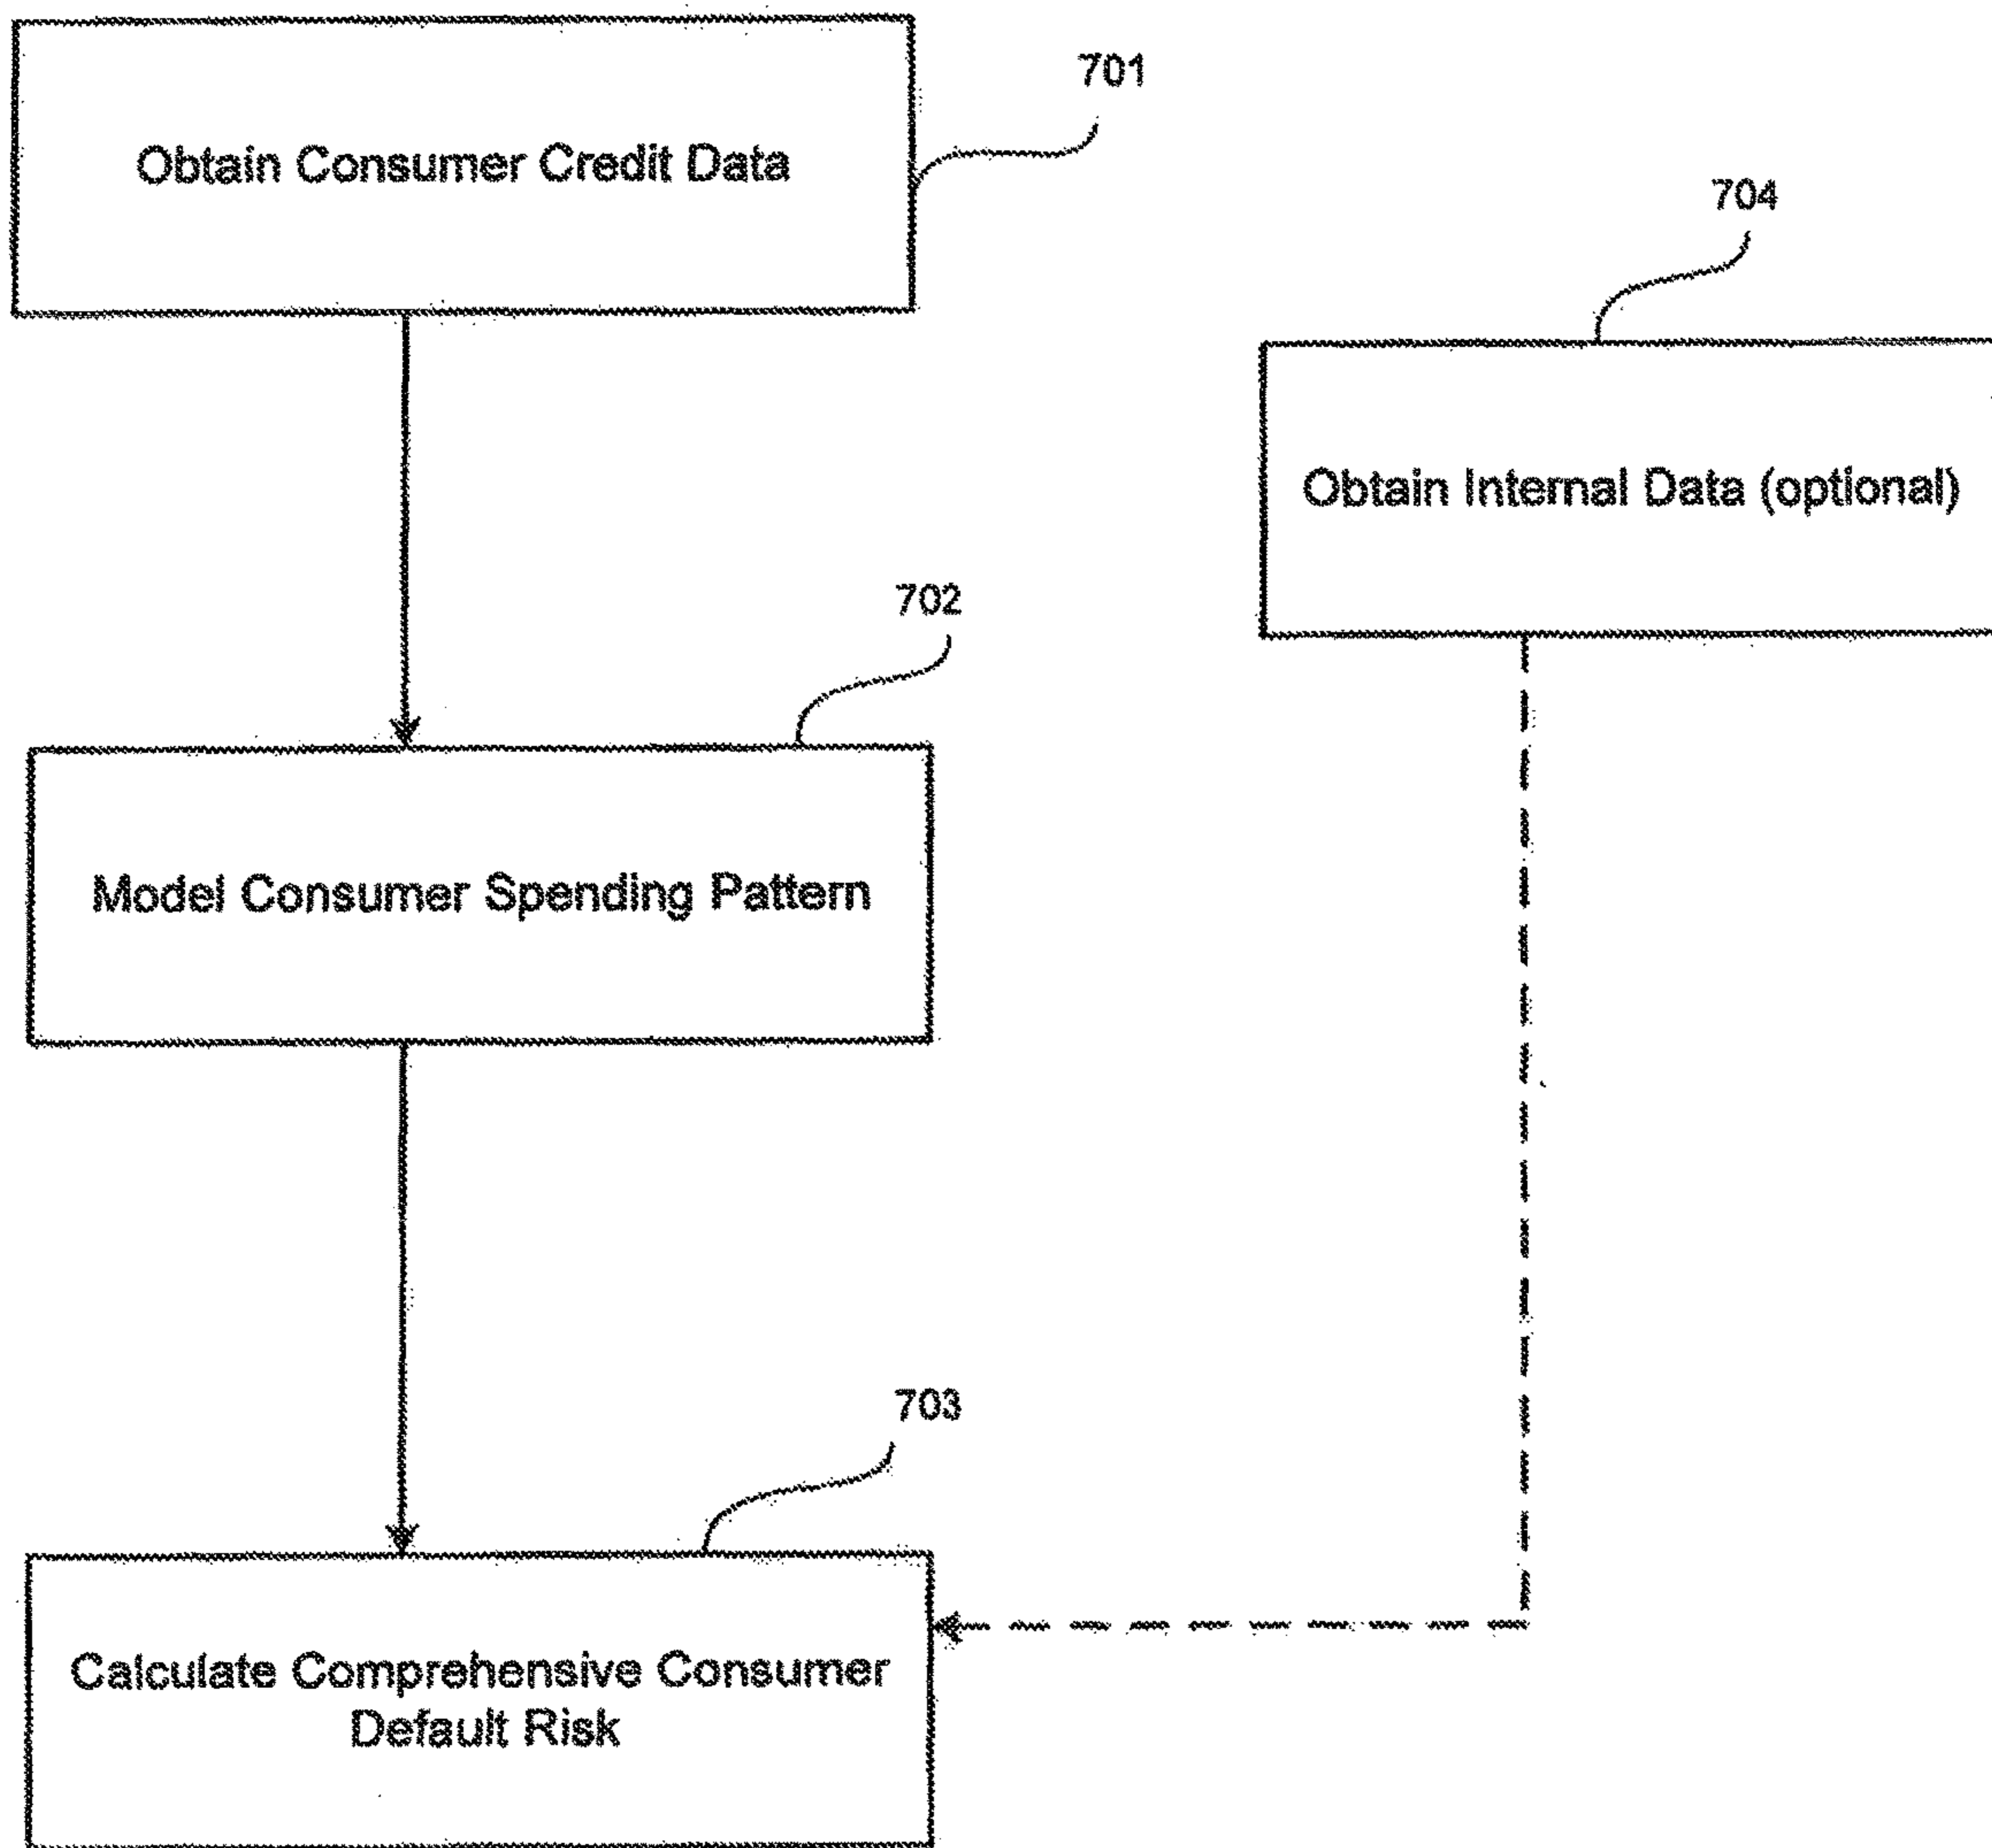 701
Obtain Consumer Credit Data
704
Obtain Internal Data (optional)
702
Model Consumer Spending Pattern
703
Calculate Comprehensive Consumer
Default Risk